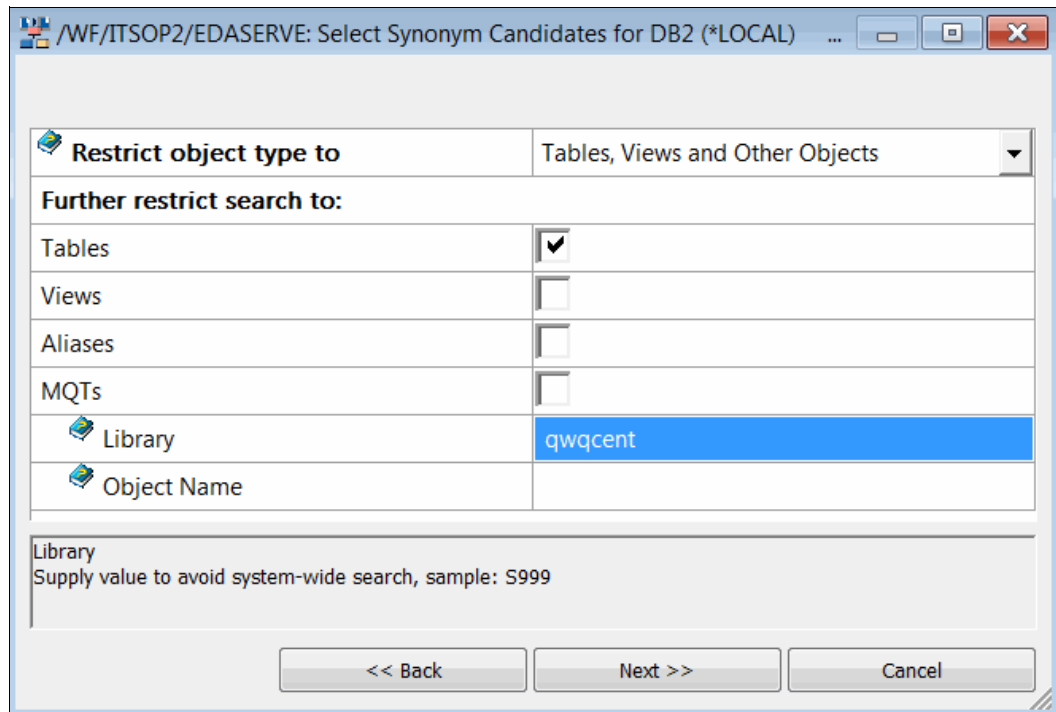 /WF/ITSOP2/EDASERVE: Select Synonym Candidates for DB2 (*LOCAL) ...
Restrict object type to Tables, Views and Other Objects
Further restrict search to:
Tables
Views
Aliases
MQTs
Library qwqcent
Object Name
Library
Supply value to avoid system-wide search, sample: S999
<< Back Next >> Cancel